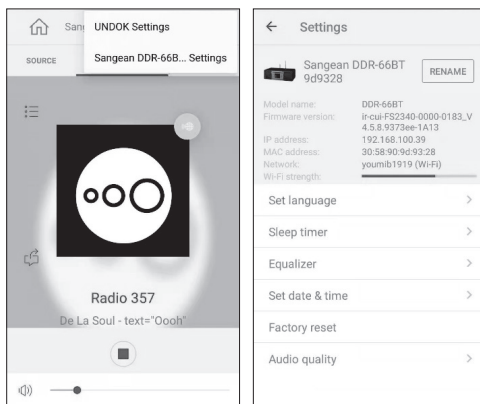 San
UNDOK Settings
SOURCE
Sangean DDR-66B... Settings
Radio 357
De La Soul - text="Oooh"
Settings
Sangean DDR-66BT
9d9328
RENAME
Model name: DDR-66BT
Firmware version: ir-cui-FS2340-0000-0183_V
4.5.8.9373ee-1A13
IP address: 192.168.100.39
MAC address: 30:58:90:9d:93:28
Network: youmib1919 (Wi-Fi)
Wi-Fi strength:
Set language
Sleep timer
Equalizer
Set date & time
Factory reset
Audio quality